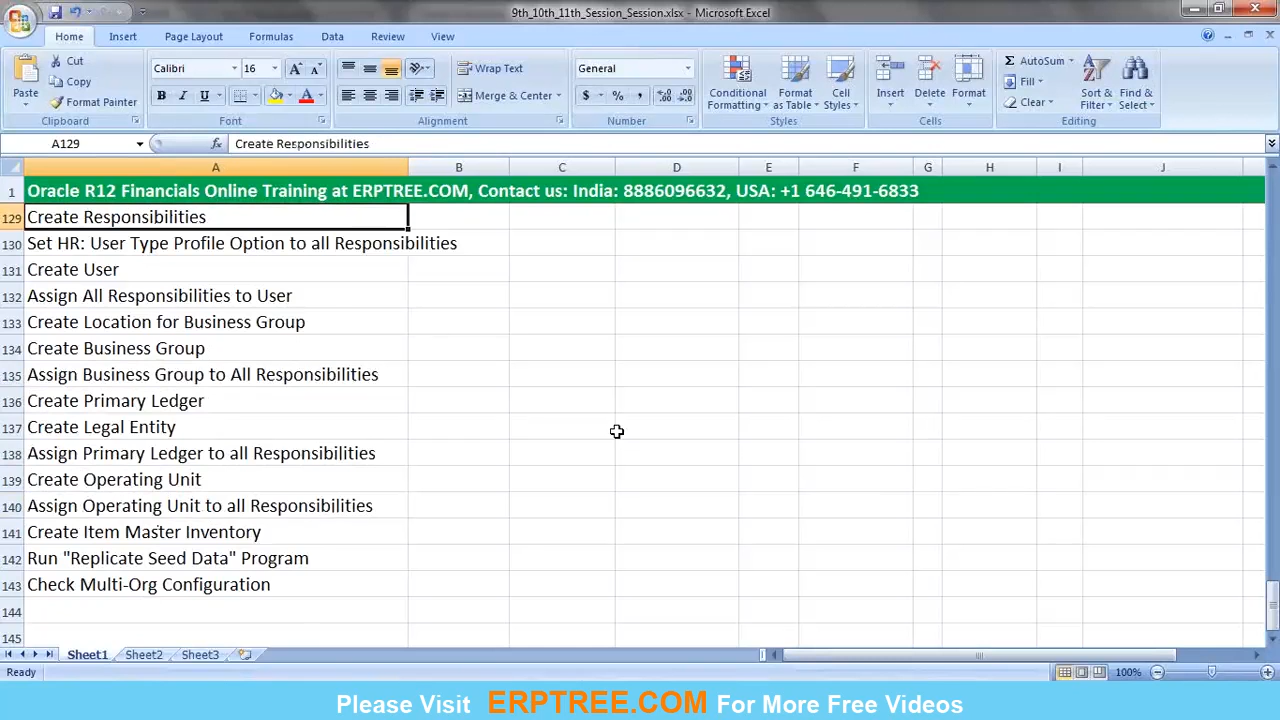 9th_10th_11th_Session_Session.xlsx - Microsoft Excel
Home Insert Page Layout Formulas Data Review View
Paste Cut Copy Format Painter Clipboard
Calibri 16 A A B I U A Font
Wrap Text Merge & Center Alignment
General $ % , Number
Conditional Formatting Format as Table Cell Styles Styles
Insert Delete Format Cells
Σ AutoSum Fill Clear Sort & Filter Find & Select Editing
A129 fx Create Responsibilities
A B C D E F G H I J
1 Oracle R12 Financials Online Training at ERPTREE.COM, Contact us: India: 8886096632, USA: +1 646-491-6833
129 Create Responsibilities
130 Set HR: User Type Profile Option to all Responsibilities
131 Create User
132 Assign All Responsibilities to User
133 Create Location for Business Group
134 Create Business Group
135 Assign Business Group to All Responsibilities
136 Create Primary Ledger
137 Create Legal Entity
138 Assign Primary Ledger to all Responsibilities
139 Create Operating Unit
140 Assign Operating Unit to all Responsibilities
141 Create Item Master Inventory
142 Run "Replicate Seed Data" Program
143 Check Multi-Org Configuration
144
145
Sheet1 Sheet2 Sheet3
Ready 100%
Please Visit ERPTREE.COM For More Free Videos